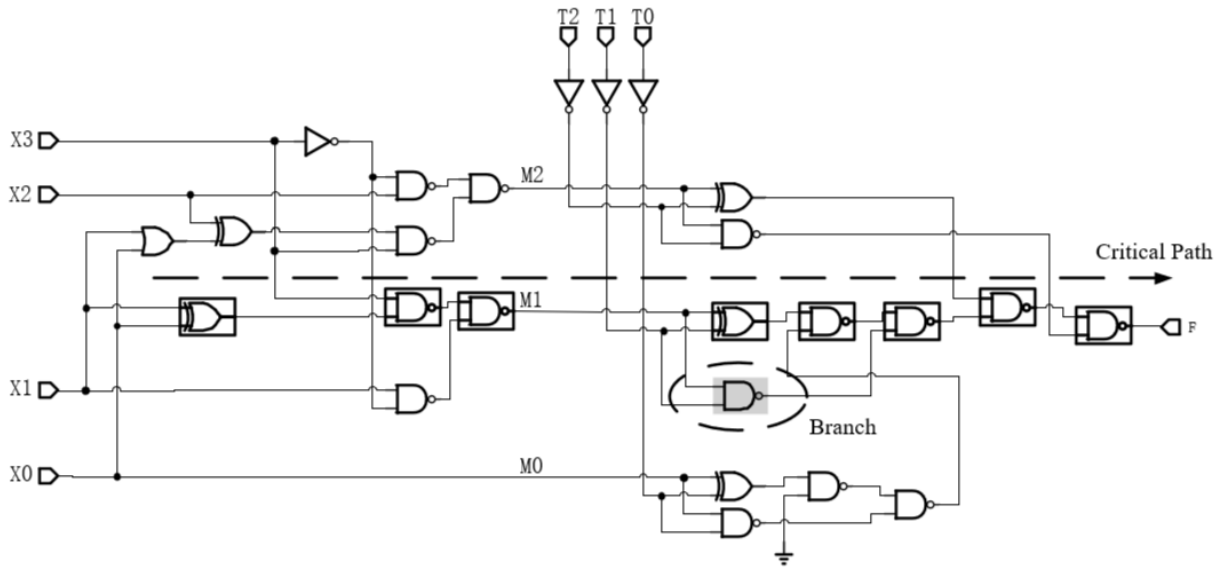 T2 T1 T0
X3
X2
M2
Critical Path
M1
F
X1
Branch
X0
M0